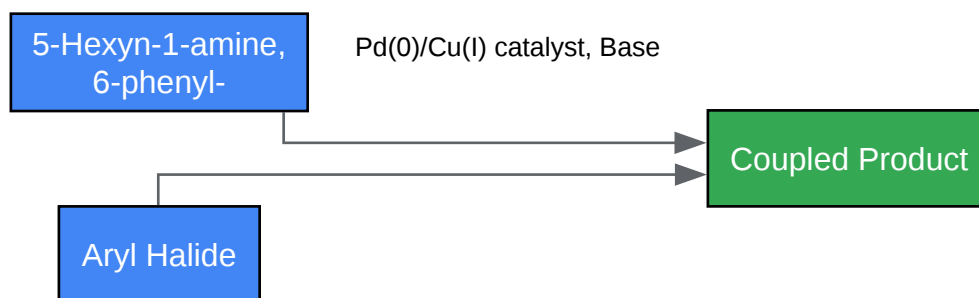 5-Hexyn-1-amine,
6-phenyl-
Pd(0)/Cu(I) catalyst, Base
Coupled Product
Aryl Halide